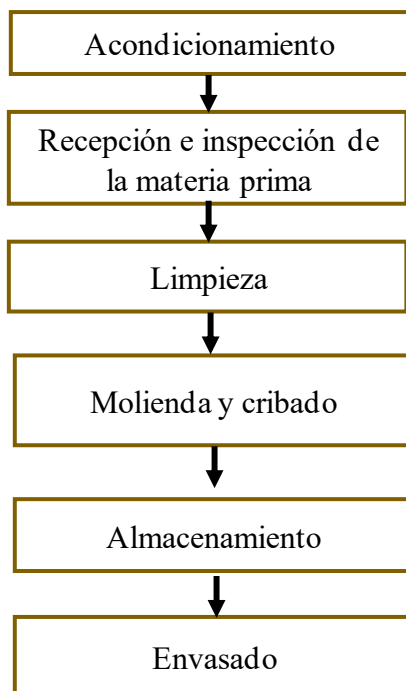 Acondicionamiento
Recepción e inspección de
la materia prima
Limpieza
Molienda y cribado
Almacenamiento
Envasado